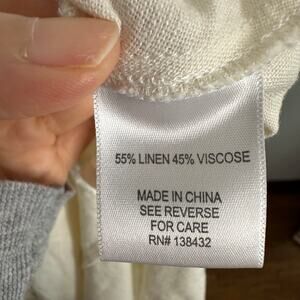 55% LINEN 45% VISCOSE
MADE IN CHINA
SEE REVERSE
FOR CARE
RN# 138432